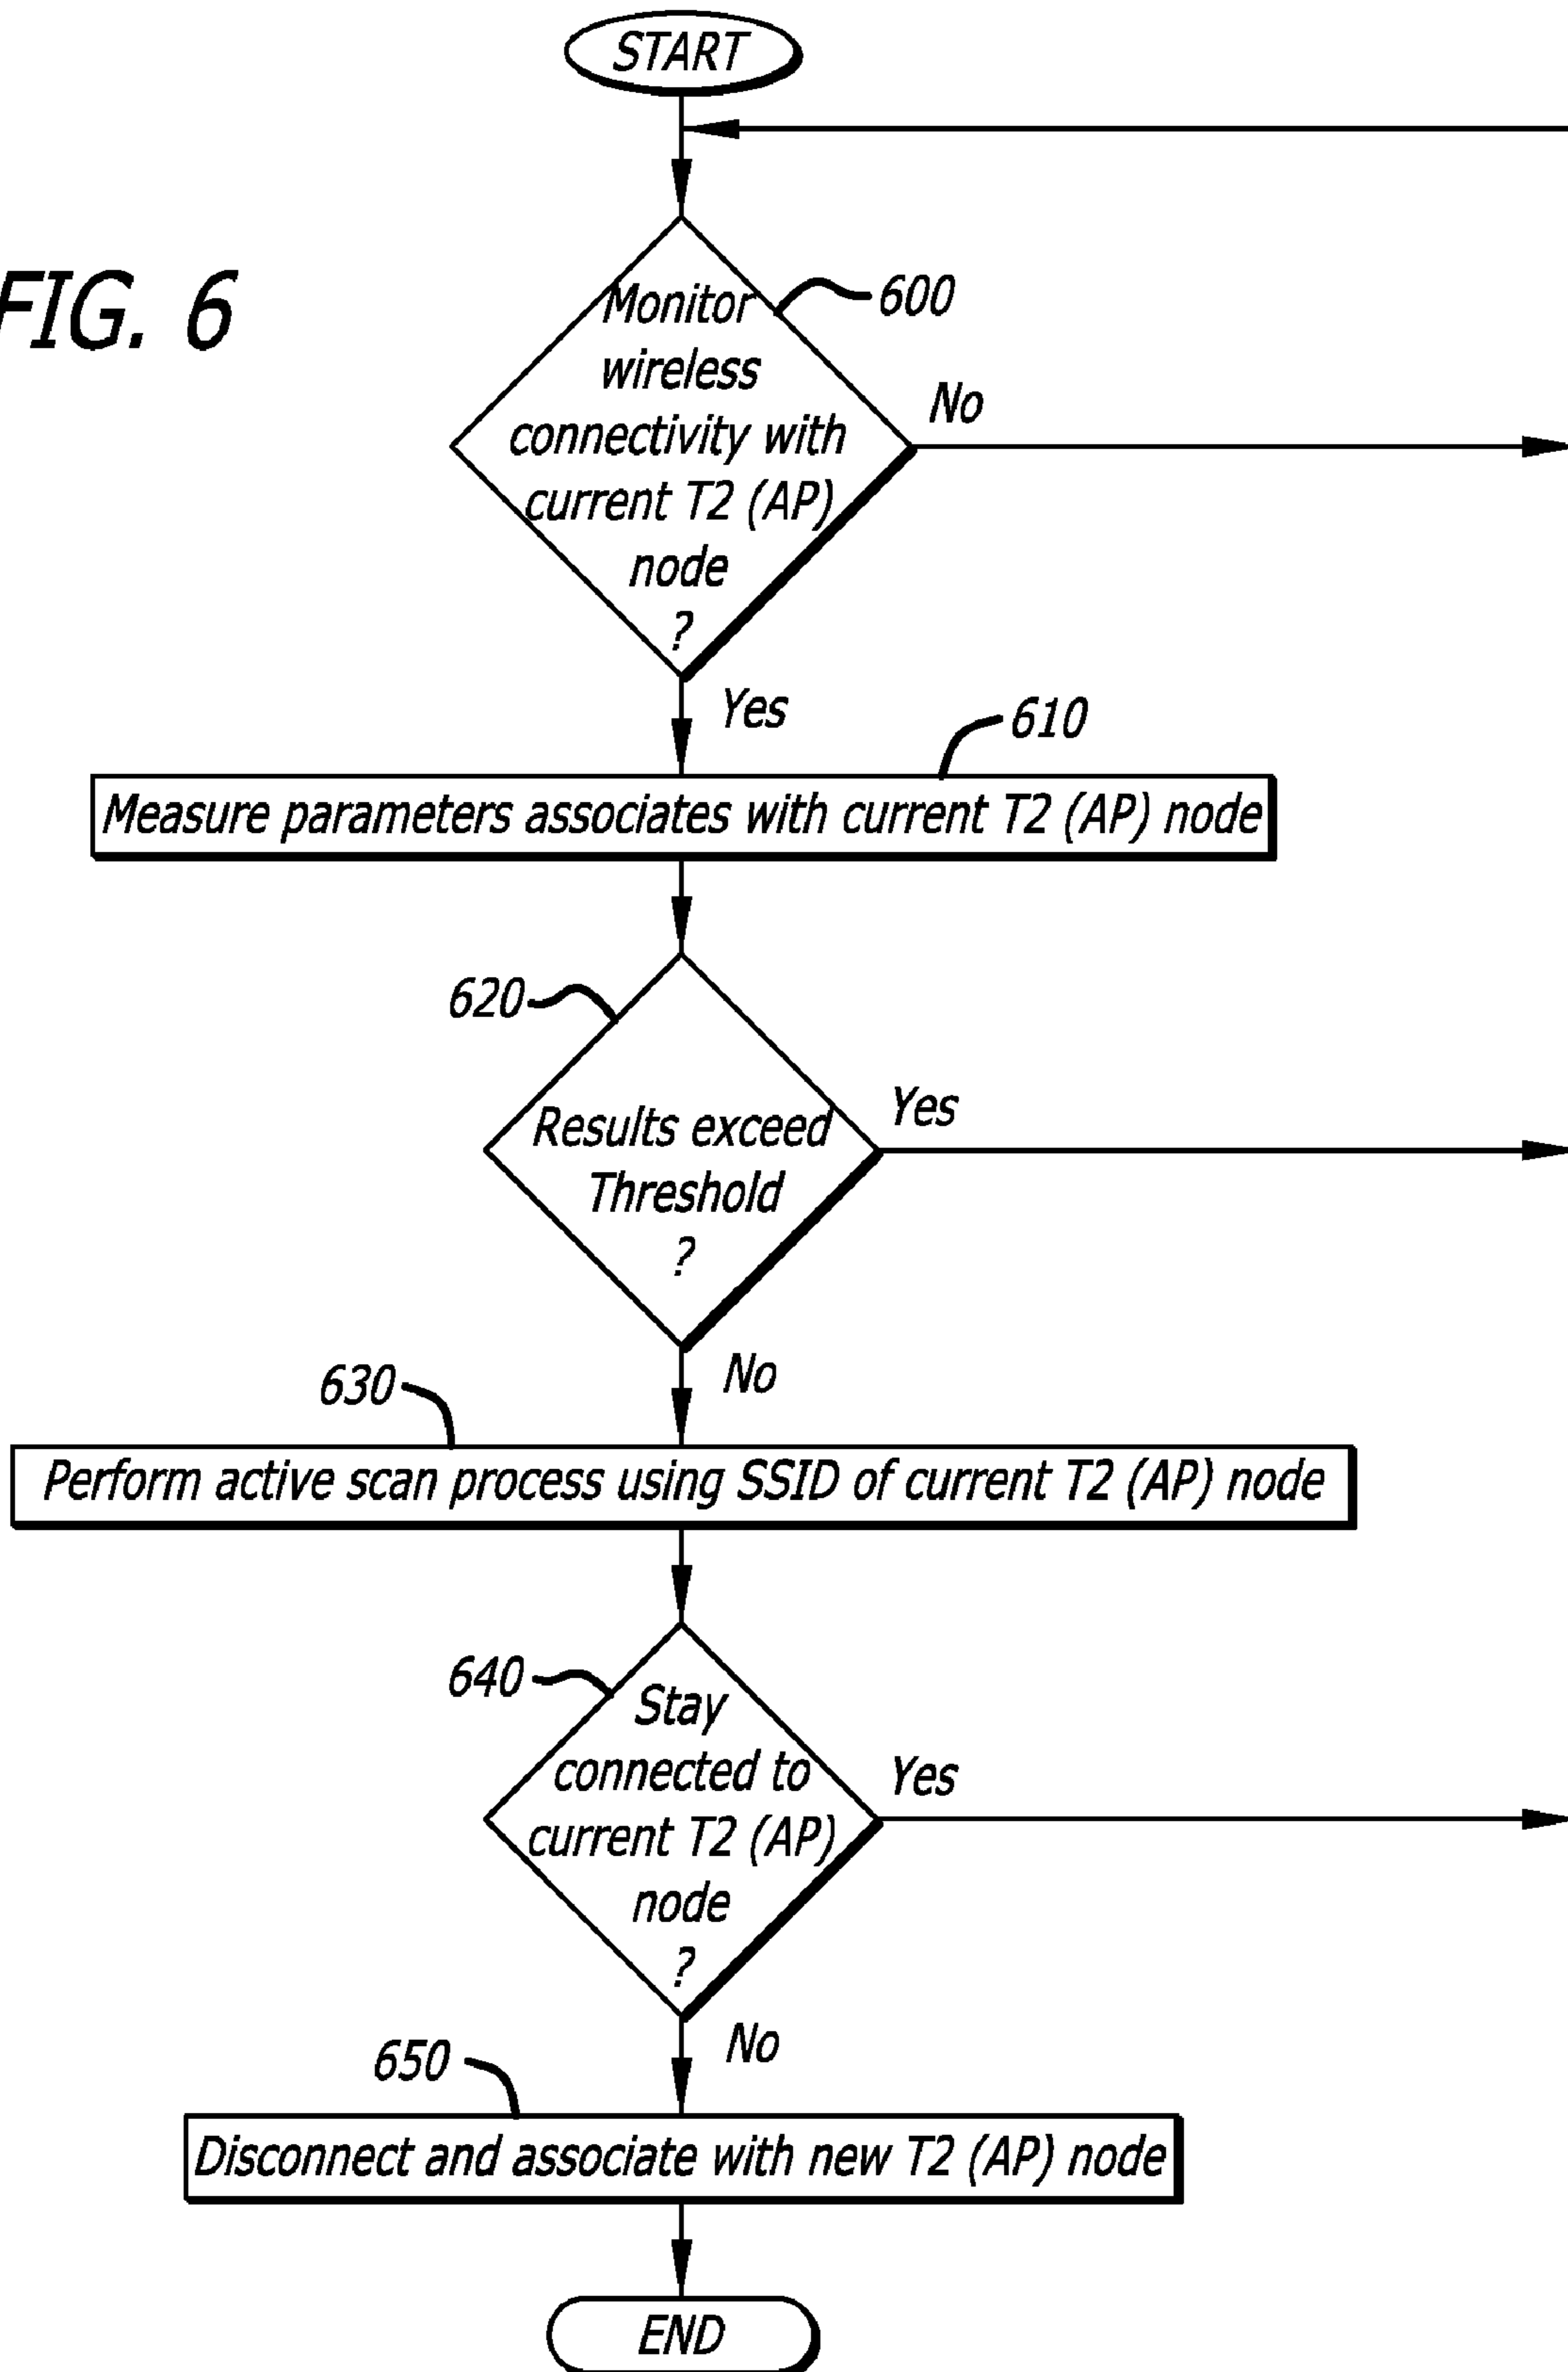 START
FIG. 6
Monitor
wireless
connectivity with
current T2 (AP)
node
?
600
No
Yes
610
Measure parameters associates with current T2 (AP) node
620
Results exceed
Threshold
?
Yes
No
630
Perform active scan process using SSID of current T2 (AP) node
640
Stay
connected to
current T2 (AP)
node
?
Yes
No
650
Disconnect and associate with new T2 (AP) node
END